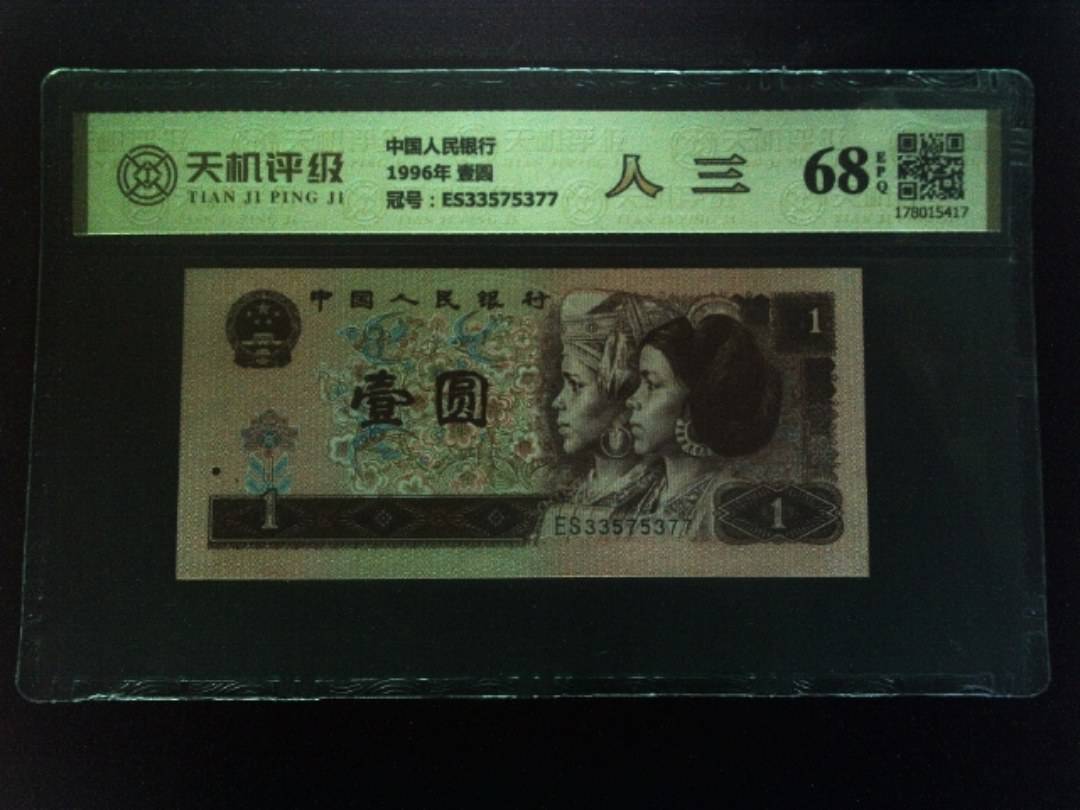 天机评级
TIAN JI PING JI
中国人民银行
1996年 壹圆
冠号：ES33575377
人三
68
EPQ
178015417
中国人民银行
壹圆
1
1
ES33575377
1